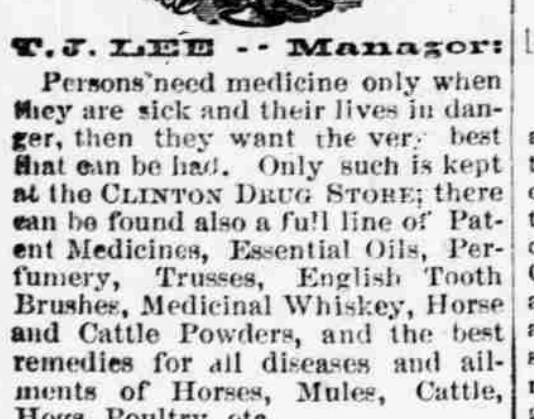 T. J. LEE -- Manager:
Persons need medicine only when
they are sick and their lives in dan-
ger, then they want the very best
that can be had. Only such is kept
at the CLINTON DRUG STORE; there
can be found also a full line of Pat-
ent Medicines, Essential Oils, Per-
fumery, Trusses, English Tooth
Brushes, Medicinal Whiskey, Horse
and Cattle Powders, and the best
remedies for all diseases and ail-
ments of Horses, Mules, Cattle,
Hogs, Poultry, etc.